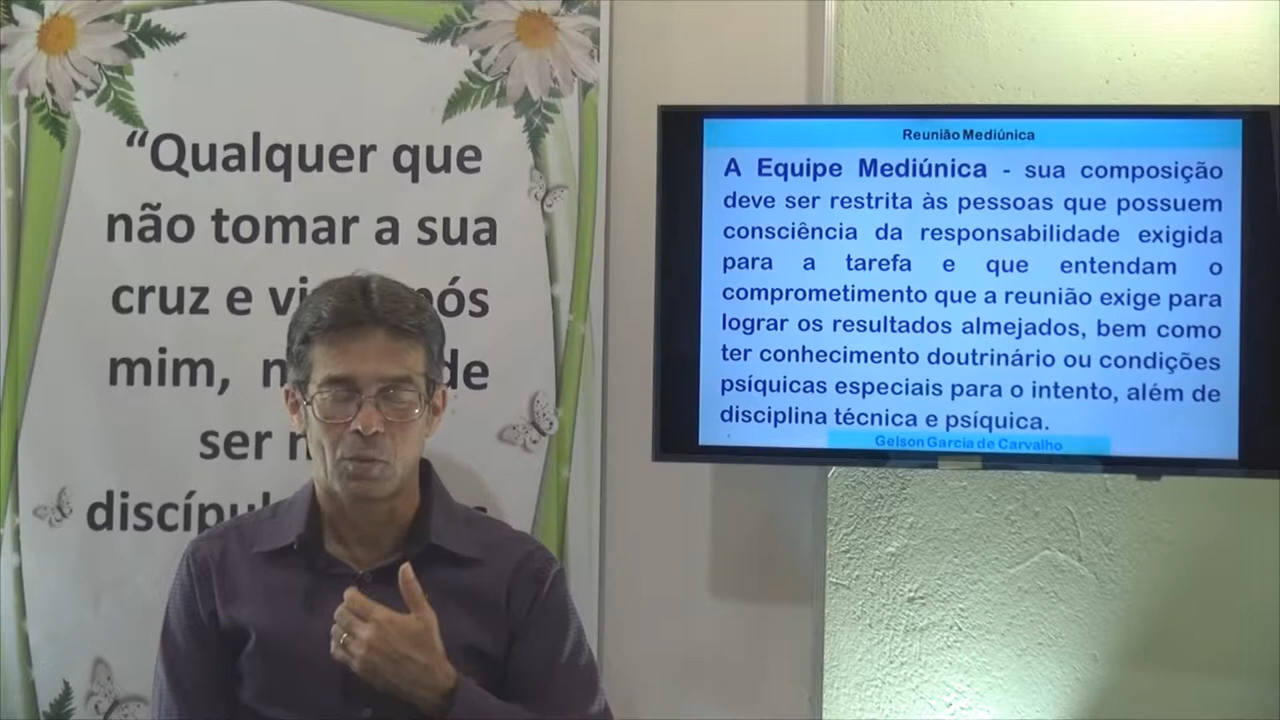 “Qualquer que
não tomar a sua
cruz e
mim,
de
ser
Reunião Mediúnica
A Equipe Mediúnica - sua composição
deve ser restrita às pessoas que possuem
consciência da responsabilidade exigida
para a tarefa e que entendam o
comprometimento que a reunião exige para
lograr os resultados almejados, bem como
ter conhecimento doutrinário ou condições
psíquicas especiais para o intento, além de
disciplina técnica e psíquica.
Gelson Garcia de Carvalho